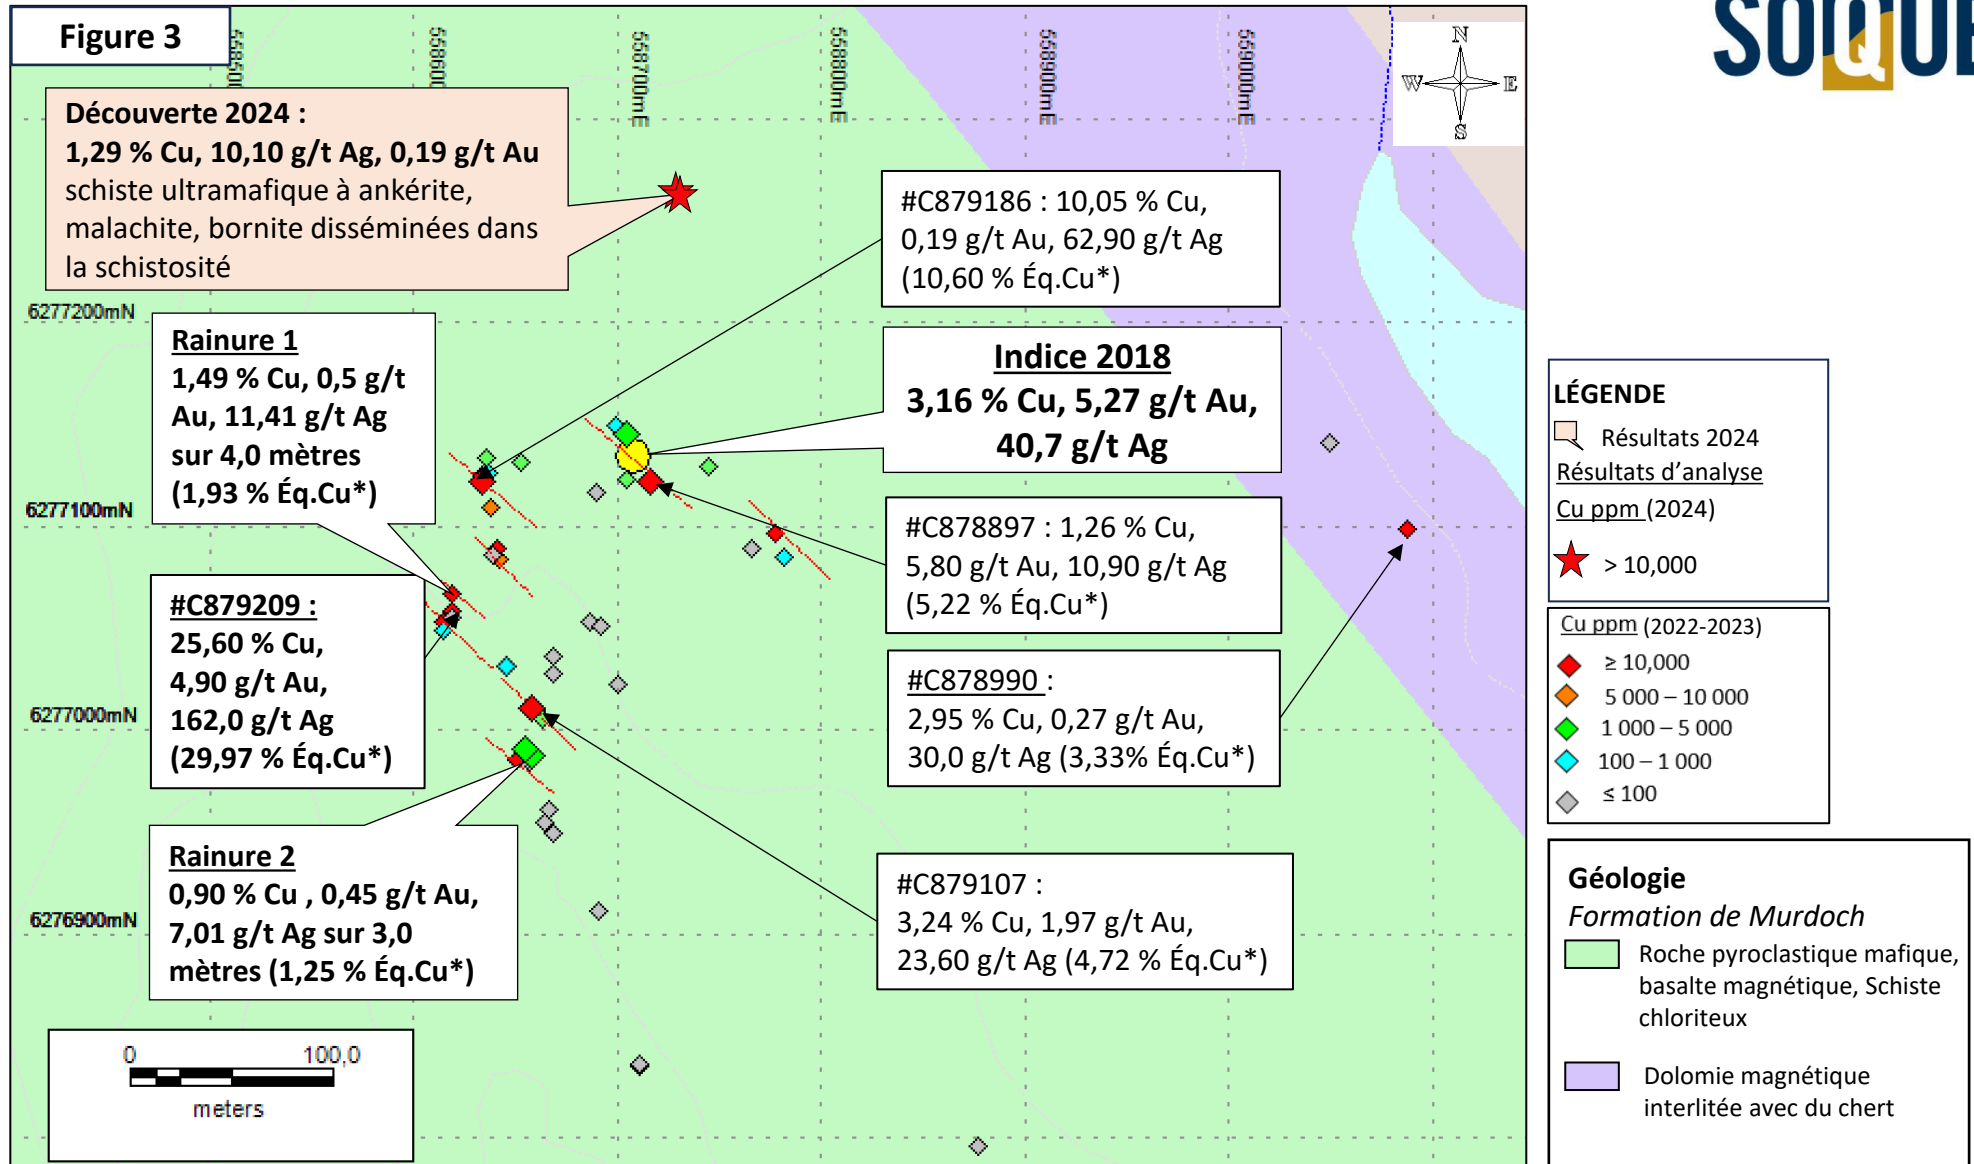 Figure 3
SOQUE
558600
558700mE
558800mE
558900mE
559000mE
N
W
E
S
Découverte 2024 :
1,29 % Cu, 10,10 g/t Ag, 0,19 g/t Au
schiste ultramafique à ankérite,
malachite, bornite disséminées dans
la schistosité
#C879186 : 10,05 % Cu,
0,19 g/t Au, 62,90 g/t Ag
(10,60 % Éq.Cu*)
6277200mN
Rainure 1
1,49 % Cu, 0,5 g/t
Au, 11,41 g/t Ag
sur 4,0 mètres
(1,93 % Éq.Cu*)
Indice 2018
3,16 % Cu, 5,27 g/t Au,
40,7 g/t Ag
6277100mN
#C878897 : 1,26 % Cu,
5,80 g/t Au, 10,90 g/t Ag
(5,22 % Éq.Cu*)
#C879209 :
25,60 % Cu,
4,90 g/t Au,
162,0 g/t Ag
(29,97 % Éq.Cu*)
#C878990 :
2,95 % Cu, 0,27 g/t Au,
30,0 g/t Ag (3,33% Éq.Cu*)
6277000mN
Rainure 2
0,90 % Cu , 0,45 g/t Au,
7,01 g/t Ag sur 3,0
mètres (1,25 % Éq.Cu*)
#C879107 :
3,24 % Cu, 1,97 g/t Au,
23,60 g/t Ag (4,72 % Éq.Cu*)
6276900mN
0 100,0
meters
LÉGENDE
Résultats 2024
Résultats d’analyse
Cu ppm (2024)
> 10,000
Cu ppm (2022-2023)
≥ 10,000
5 000 – 10 000
1 000 – 5 000
100 – 1 000
≤ 100
Géologie
Formation de Murdoch
Roche pyroclastique mafique,
basalte magnétique, Schiste
chloriteux
Dolomie magnétique
interlitée avec du chert